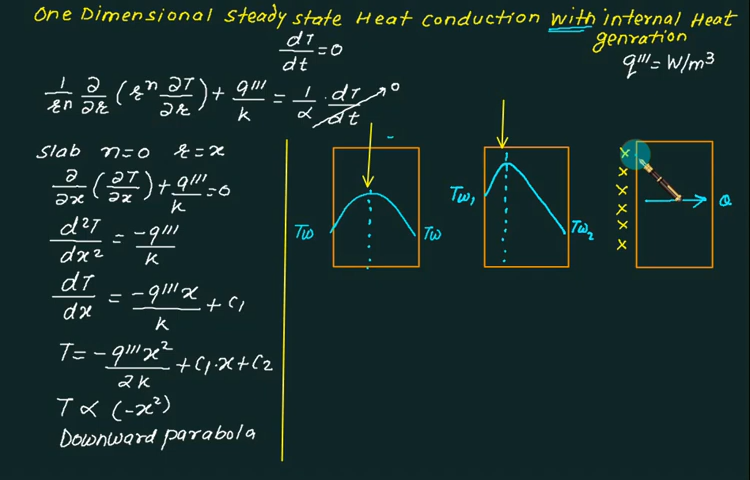 One Dimensional Steady state Heat conduction with internal Heat
genration
dT/dt = 0
q''' = W/m³
1/rⁿ ∂/∂r (rⁿ ∂T/∂r) + q'''/k = 1/α · dT/dt → 0
Slab n=0 r=x
∂/∂x (∂T/∂x) + q'''/k = 0
d²T/dx² = -q'''/k
dT/dx = -q'''x/k + C₁
T = -q'''x²/2k + C₁·x + C₂
T ∝ (-x²)
Downward parabola
Tw Tw
Tw₁ Tw₂
x
x
x
x
x
x
Q